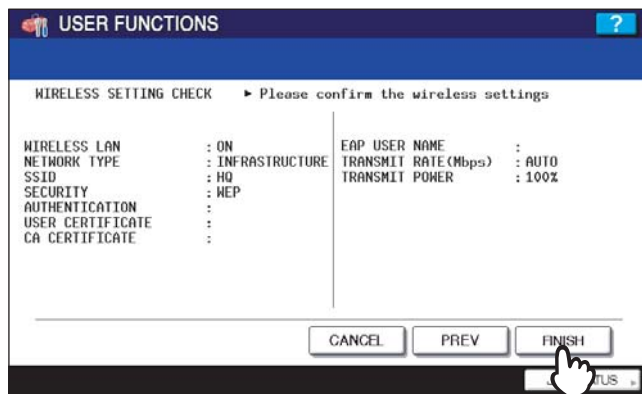 USER FUNCTIONS
?
WIRELESS SETTING CHECK ► Please confirm the wireless settings
WIRELESS LAN : ON
NETWORK TYPE : INFRASTRUCTURE
SSID : HQ
SECURITY : WEP
AUTHENTICATION :
USER CERTIFICATE :
CA CERTIFICATE :
EAP USER NAME :
TRANSMIT RATE(Mbps) : AUTO
TRANSMIT POWER : 100%
CANCEL PREV FINISH